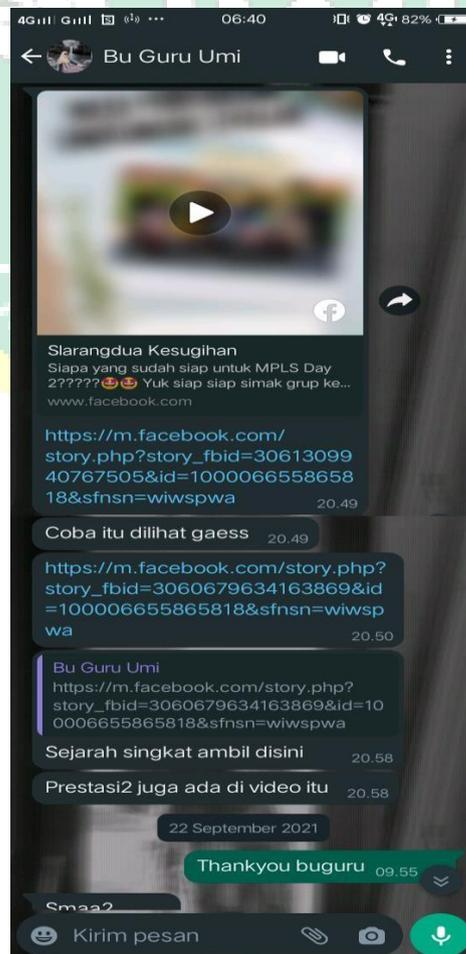 4G 4G 06:40 4G 82%
Bu Guru Umi
Slarangdua Kesugihan
Siapa yang sudah siap untuk MPLS Day
2?????🤩🤩 Yuk siap siap simak grup ke...
www.facebook.com
https://m.facebook.com/
story.php?story_fbid=30613099
40767505&id=1000066558658
18&sfnsn=wiwspwa
20.49
Coba itu dilihat gaess 20.49
https://m.facebook.com/story.php?
story_fbid=3060679634163869&id
=100006655865818&sfnsn=wiwsp
wa
20.50
Bu Guru Umi
https://m.facebook.com/story.php?
story_fbid=3060679634163869&id=10
0006655865818&sfnsn=wiwspwa
Sejarah singkat ambil disini 20.58
Prestasi2 juga ada di video itu 20.58
22 September 2021
Thankyou buguru 09.55
Smaa2
Kirim pesan